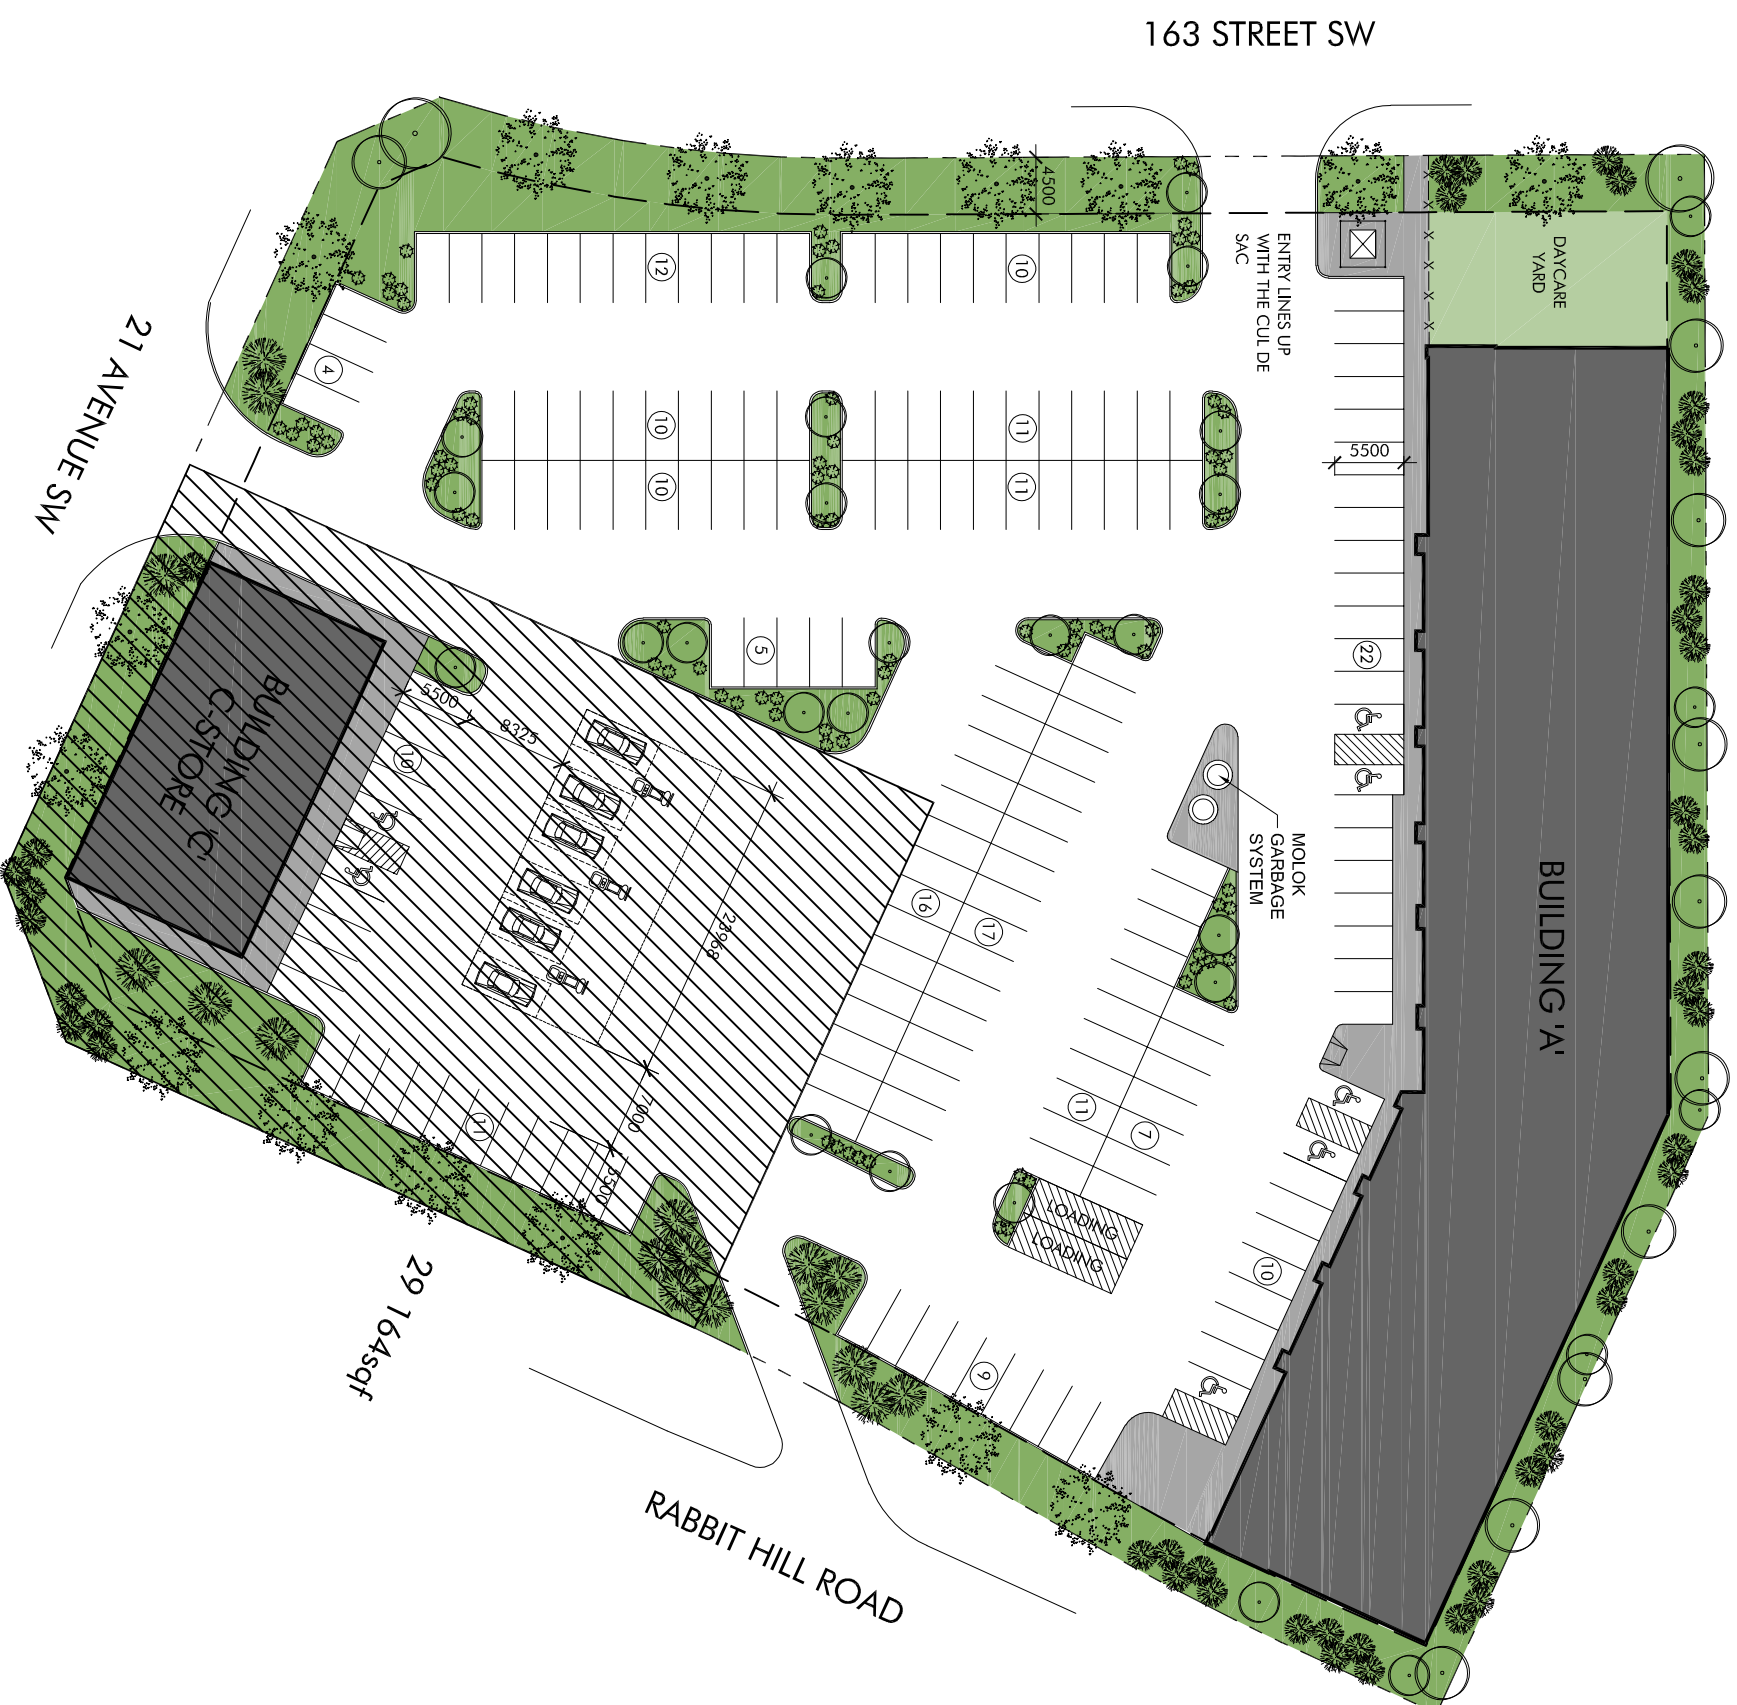 163 STREET SW
4500
12
10
ENTRY LINES UP
WITH THE CUL DE
SAC
DAYCARE
YARD
21 AVENUE SW
4
10
11
10
11
5500
5
22
BUILDING 'C'
C-STORE
5500
8325
10
23968
7000
5500
11
MOLOK
GARBAGE
SYSTEM
BUILDING 'A'
16
17
11
7
LOADING
LOADING
10
9
29 164sqf
RABBIT HILL ROAD
X
X
X
X
X
X